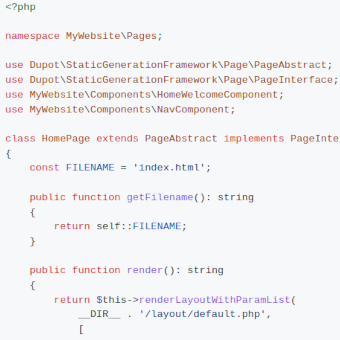 <?php
namespace MyWebsite\Pages;
use Dupot\StaticGenerationFramework\Page\PageAbstract;
use Dupot\StaticGenerationFramework\Page\PageInterface;
use MyWebsite\Components\HomeWelcomeComponent;
use MyWebsite\Components\NavComponent;
class HomePage extends PageAbstract implements PageInte
{
    const FILENAME = 'index.html';
    public function getFilename(): string
    {
        return self::FILENAME;
    }
    public function render(): string
    {
        return $this->renderLayoutWithParamList(
            __DIR__ . '/layout/default.php',
            [